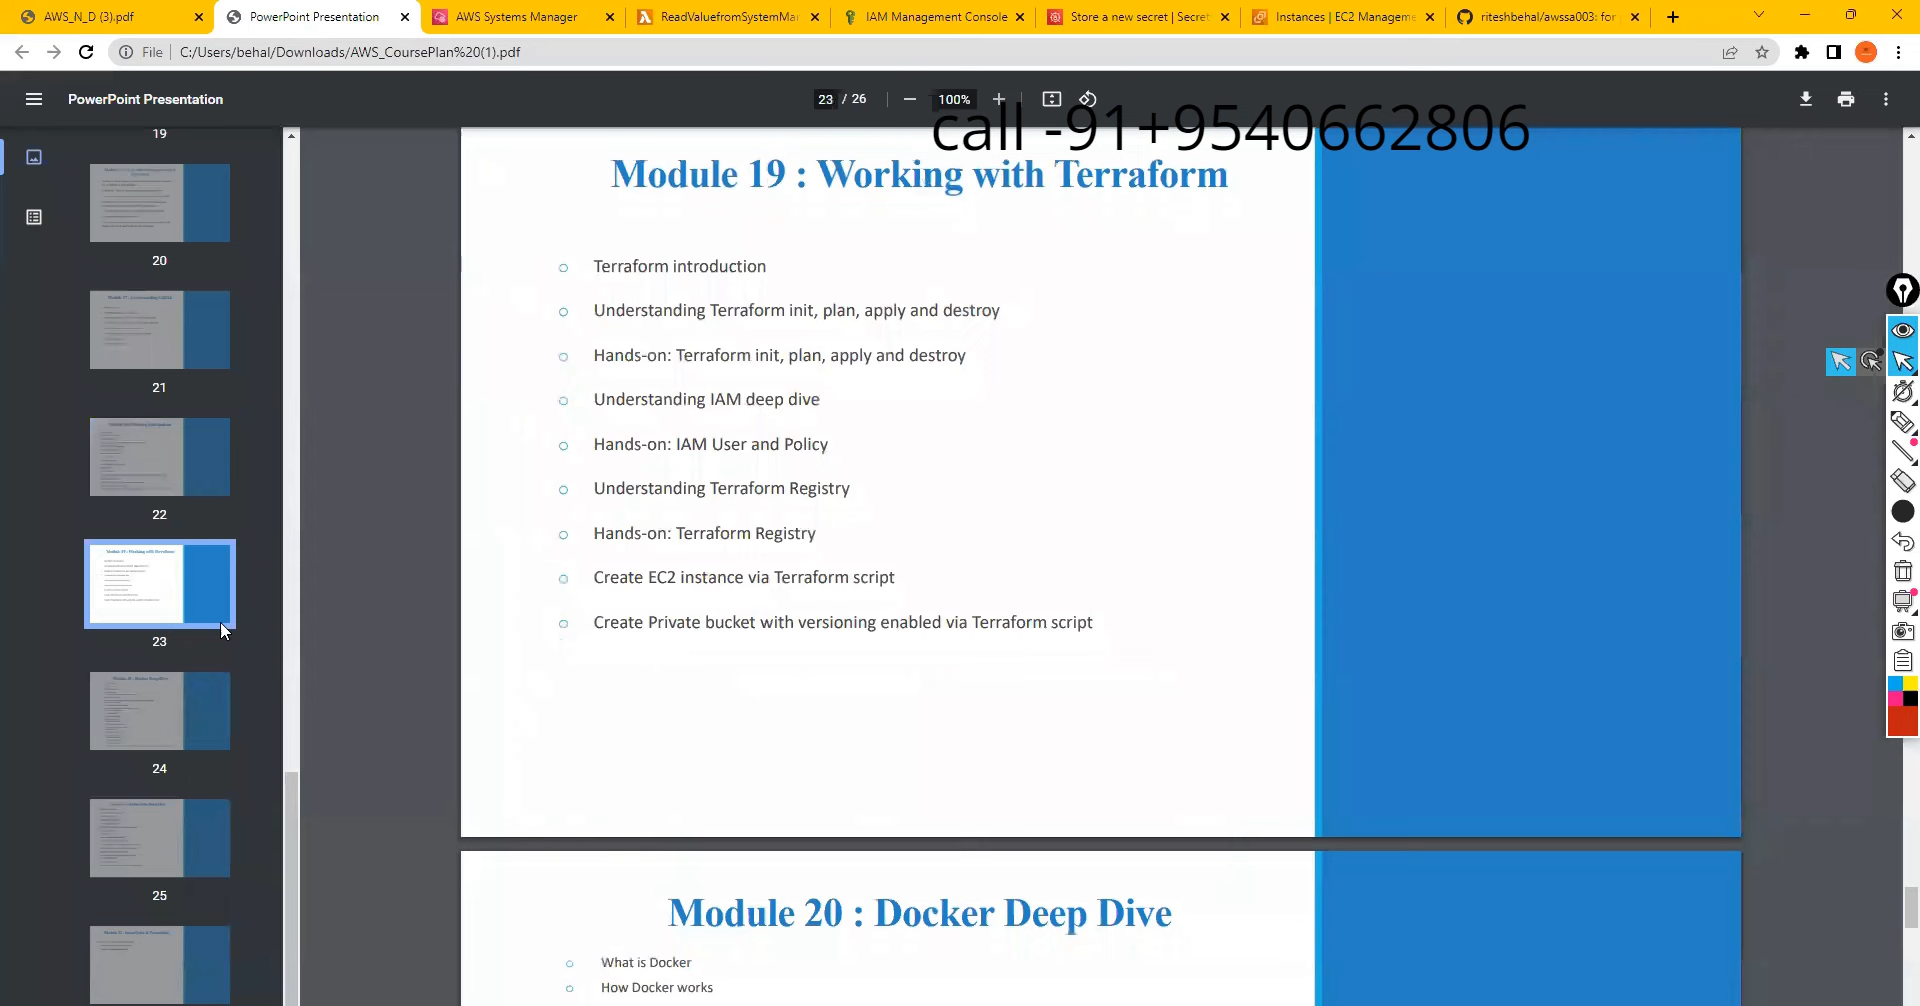 AWS_N_D (3).pdf
PowerPoint Presentation
AWS Systems Manager
ReadValuefromSystemMan
IAM Management Console
Store a new secret | Secrets
Instances | EC2 Manageme
riteshbehal/awssa003: for
File
C:/Users/behal/Downloads/AWS_CoursePlan%20(1).pdf
PowerPoint Presentation
23 / 26
100%
call -91+9540662806
19
20
21
22
23
24
25
Module 19 : Working with Terraform
Terraform introduction
Understanding Terraform init, plan, apply and destroy
Hands-on: Terraform init, plan, apply and destroy
Understanding IAM deep dive
Hands-on: IAM User and Policy
Understanding Terraform Registry
Hands-on: Terraform Registry
Create EC2 instance via Terraform script
Create Private bucket with versioning enabled via Terraform script
Module 20 : Docker Deep Dive
What is Docker
How Docker works